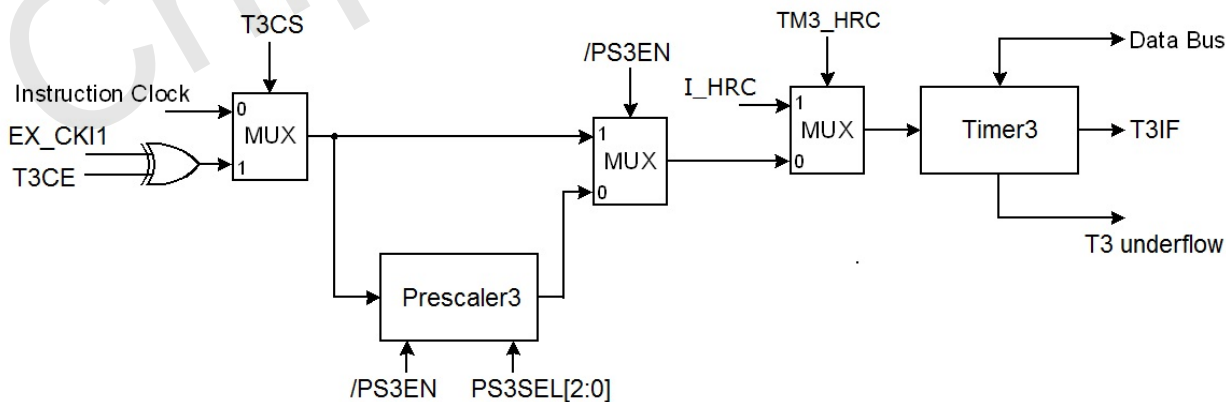 T3CS
TM3_HRC
/PS3EN
Data Bus
Instruction Clock
0
I_HRC
1
EX_CKI1
MUX
1
MUX
Timer3
T3IF
T3CE
1
MUX
0
0
T3 underflow
Prescaler3
/PS3EN
PS3SEL[2:0]